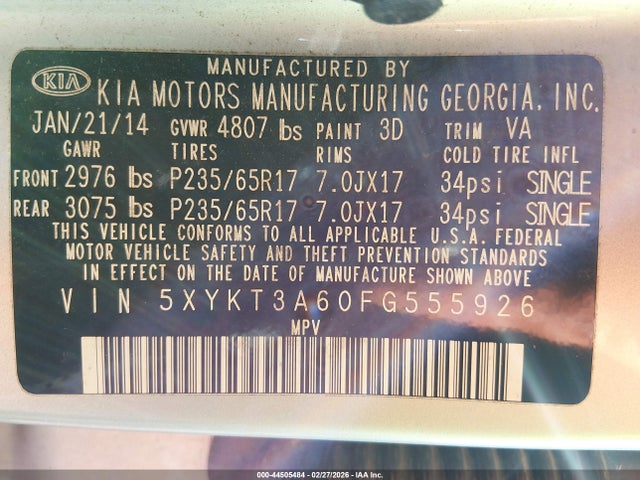 MANUFACTURED BY
KIA KIA MOTORS MANUFACTURING GEORGIA, INC.
JAN/21/14 GVWR 4807 lbs PAINT 3D TRIM VA
GAWR TIRES RIMS COLD TIRE INFL
FRONT 2976 lbs P235/65R17 7.0JX17 34psi SINGLE
REAR 3075 lbs P235/65R17 7.0JX17 34psi SINGLE
THIS VEHICLE CONFORMS TO ALL APPLICABLE U.S.A. FEDERAL
MOTOR VEHICLE SAFETY AND THEFT PREVENTION STANDARDS
IN EFFECT ON THE DATE OF MANUFACTURE SHOWN ABOVE.
VIN 5XYKT3A60FG555926
MPV
000-44505484 - 02/27/2026 - IAA Inc.